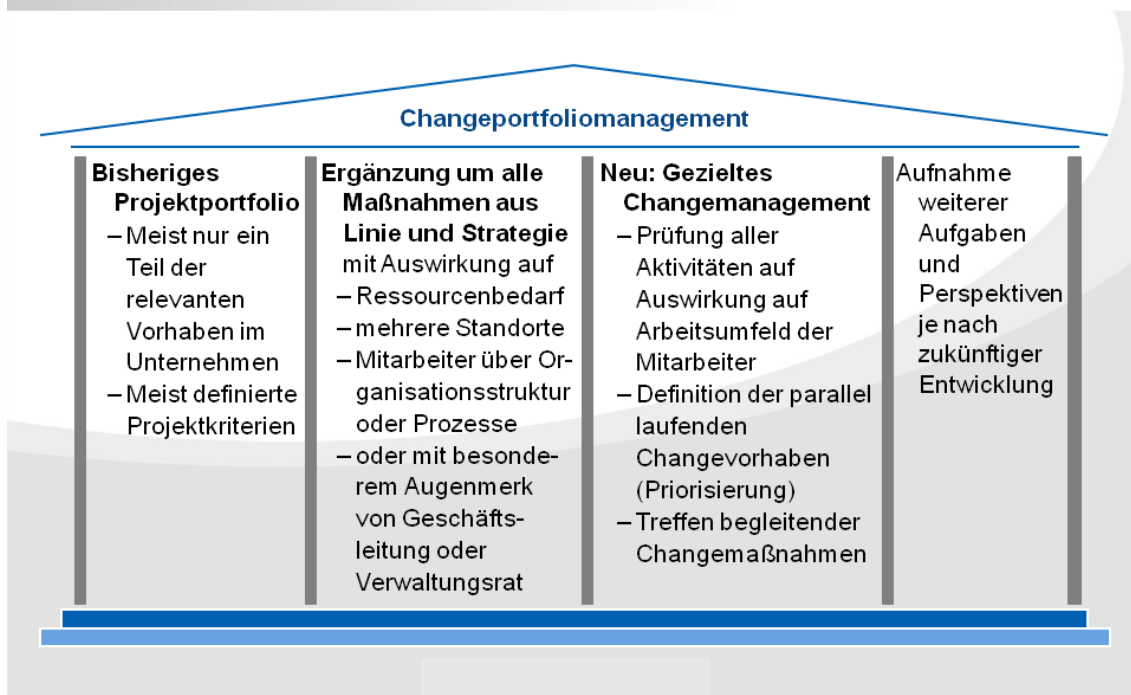 Changeportfoliomanagement
Bisheriges
Projektportfolio
– Meist nur ein
Teil der
relevanten
Vorhaben im
Unternehmen
– Meist definierte
Projektkriterien
Ergänzung um alle
Maßnahmen aus
Linie und Strategie
mit Auswirkung auf
– Ressourcenbedarf
– mehrere Standorte
– Mitarbeiter über Or-
ganisationsstruktur
oder Prozesse
– oder mit besonde-
rem Augenmerk
von Geschäfts-
leitung oder
Verwaltungsrat
Neu: Gezieltes
Changemanagement
– Prüfung aller
Aktivitäten auf
Auswirkung auf
Arbeitsumfeld der
Mitarbeiter
– Definition der parallel
laufenden
Changevorhaben
(Priorisierung)
– Treffen begleitender
Changemaßnahmen
Aufnahme
weiterer
Aufgaben
und
Perspektiven
je nach
zukünftiger
Entwicklung